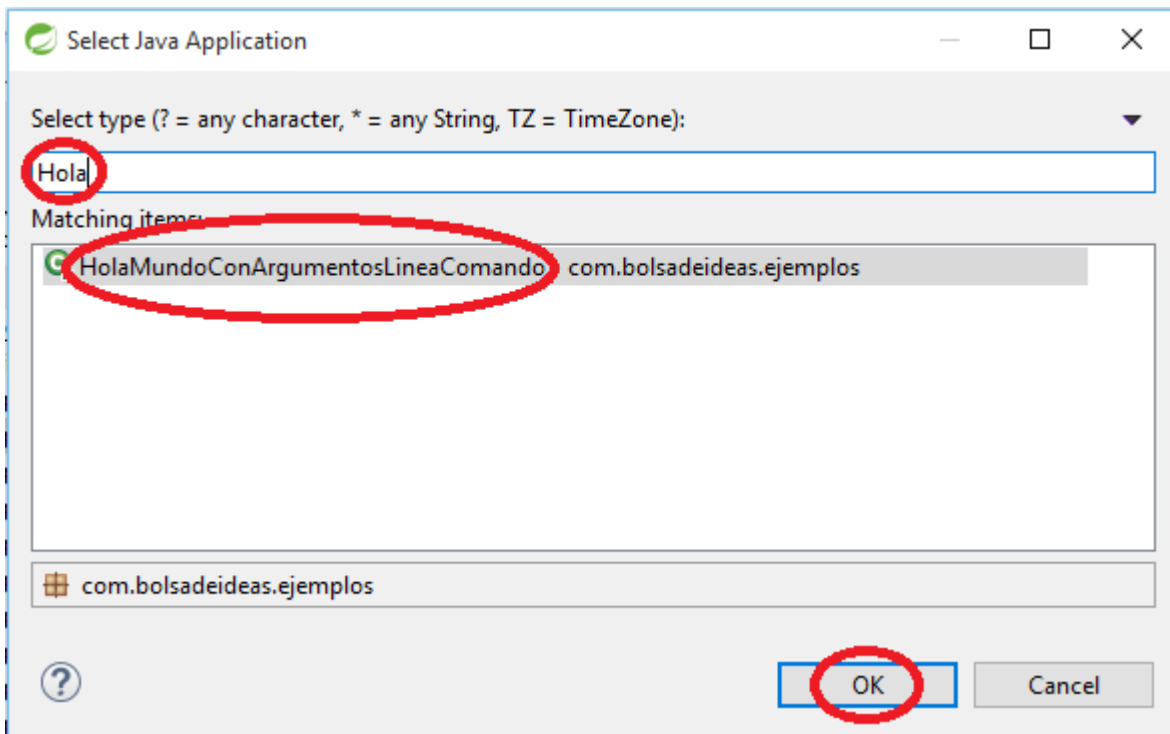 Select Java Application
Select type (? = any character, * = any String, TZ = TimeZone):
Hola
Matching items:
HolaMundoConArgumentosLineaComando - com.bolsadeideas.ejemplos
com.bolsadeideas.ejemplos
OK Cancel